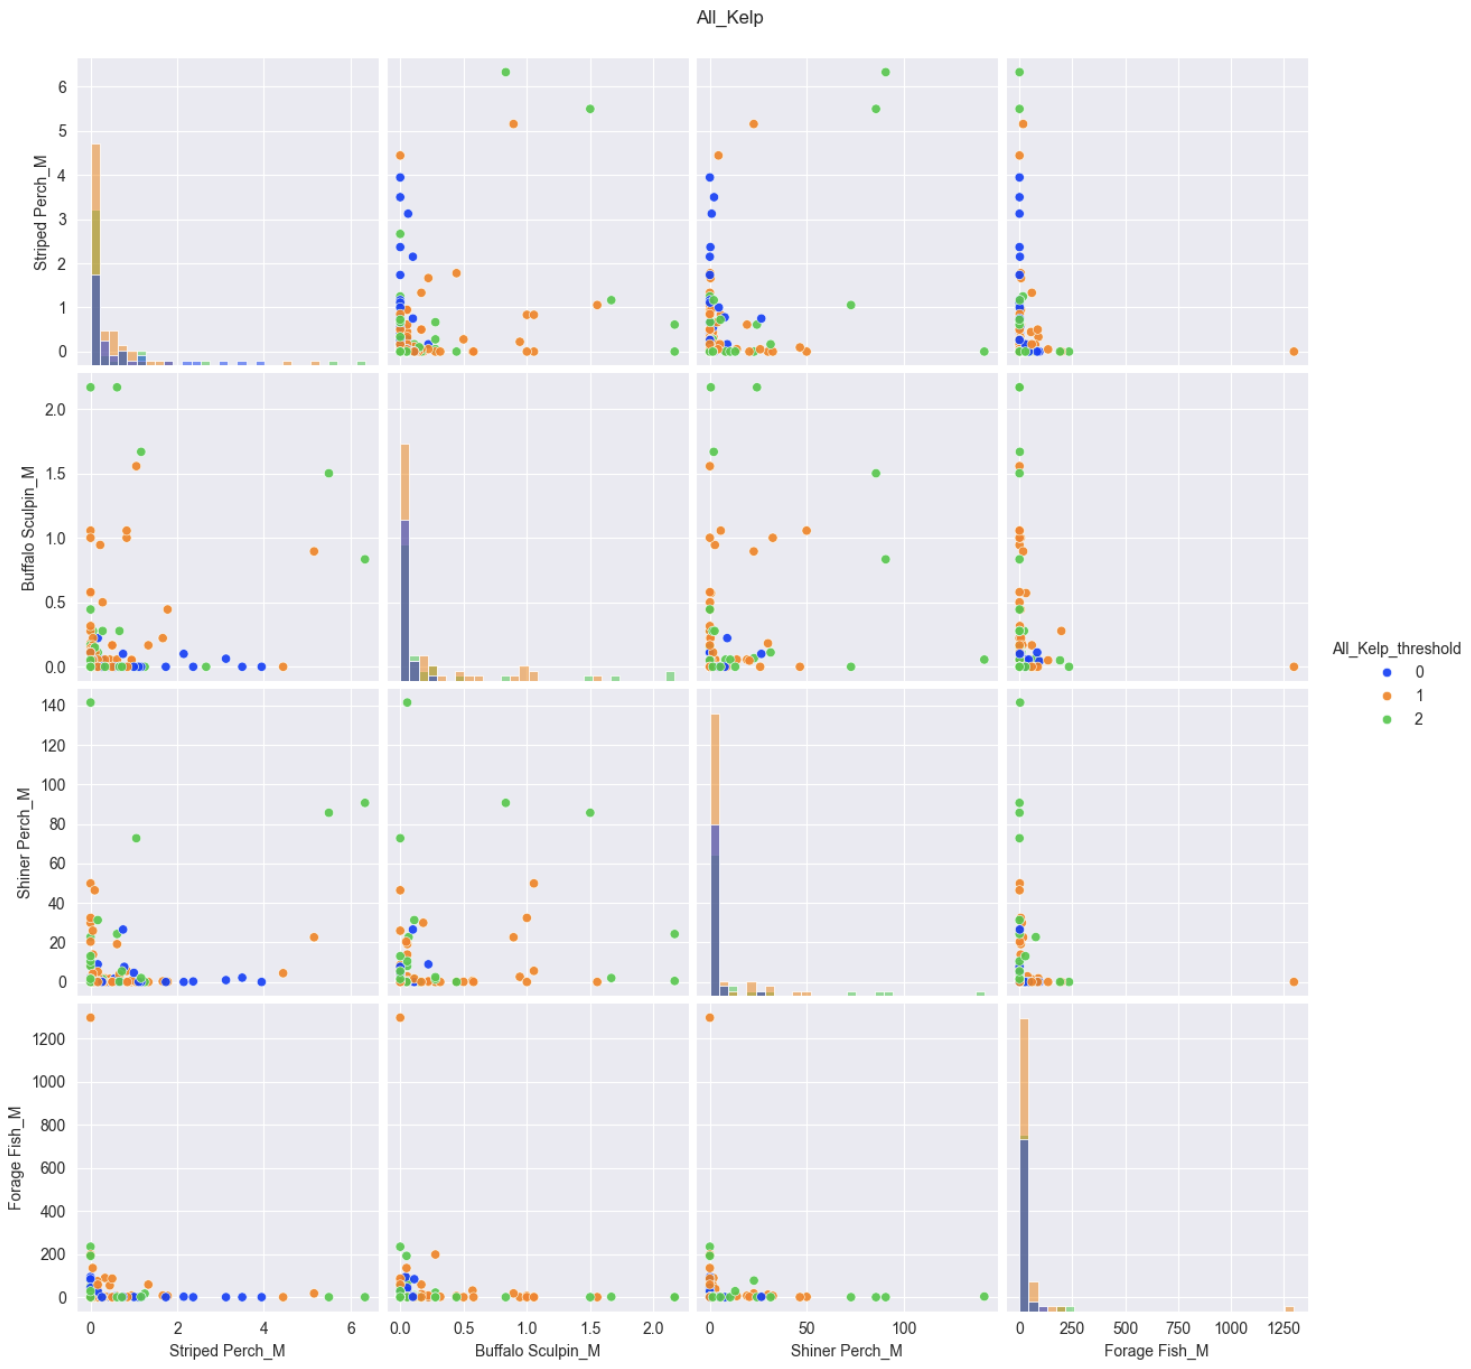 All_Kelp
Striped Perch_M
6
5
4
3
2
1
0
Buffalo Sculpin_M
2.0
1.5
1.0
0.5
0.0
All_Kelp_threshold
0
1
2
Shiner Perch_M
140
120
100
80
60
40
20
0
Forage Fish_M
1200
1000
800
600
400
200
0
0 2 4 6
0.0 0.5 1.0 1.5 2.0
0 50 100
0 250 500 750 1000 1250
Striped Perch_M
Buffalo Sculpin_M
Shiner Perch_M
Forage Fish_M